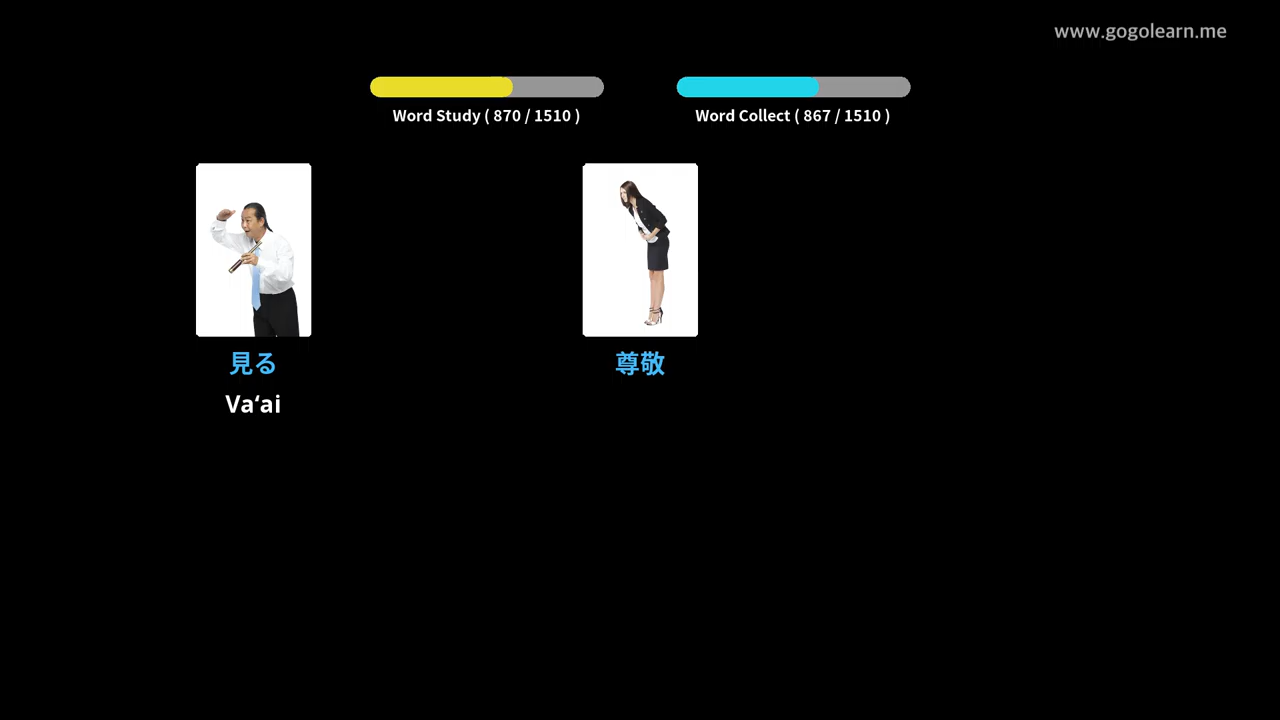 www.gogolearn.me
Word Study ( 870 / 1510 )
Word Collect ( 867 / 1510 )
見る
尊敬
Va‘ai